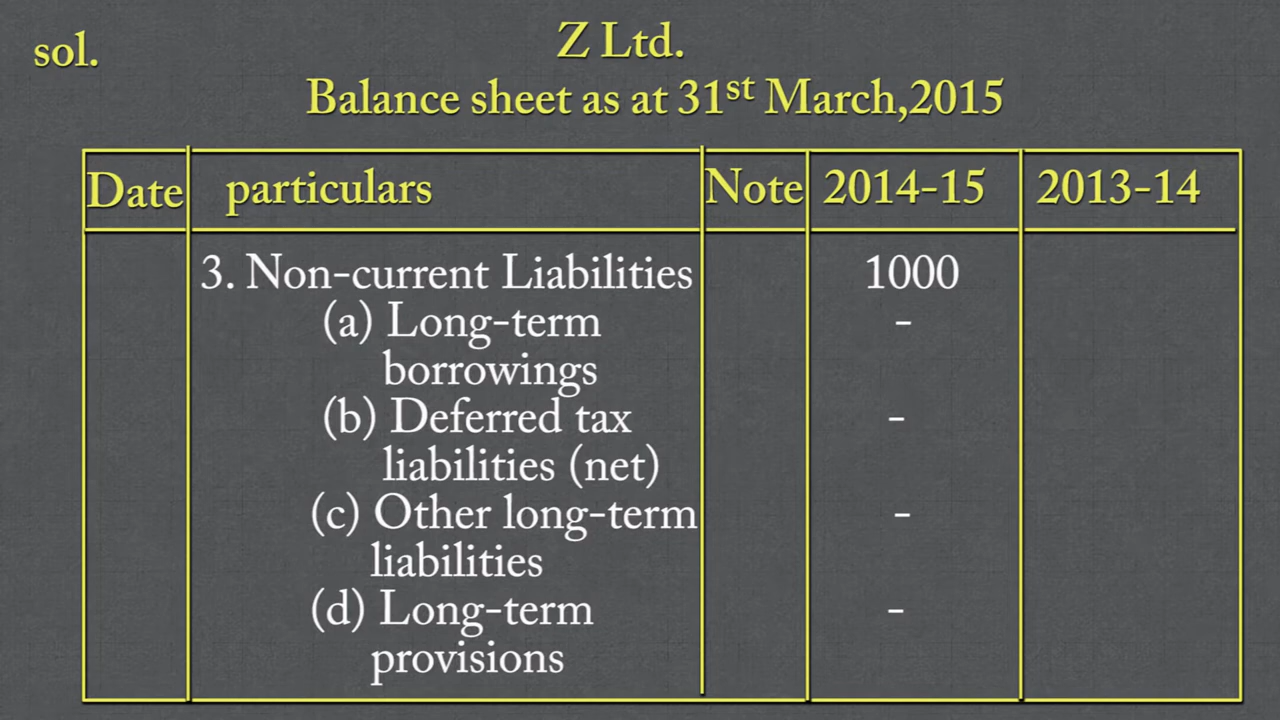 sol.
Z Ltd.
Balance sheet as at 31st March,2015
Date particulars Note 2014-15 2013-14
3. Non-current Liabilities 1000
(a) Long-term -
borrowings
(b) Deferred tax -
liabilities (net)
(c) Other long-term -
liabilities
(d) Long-term -
provisions